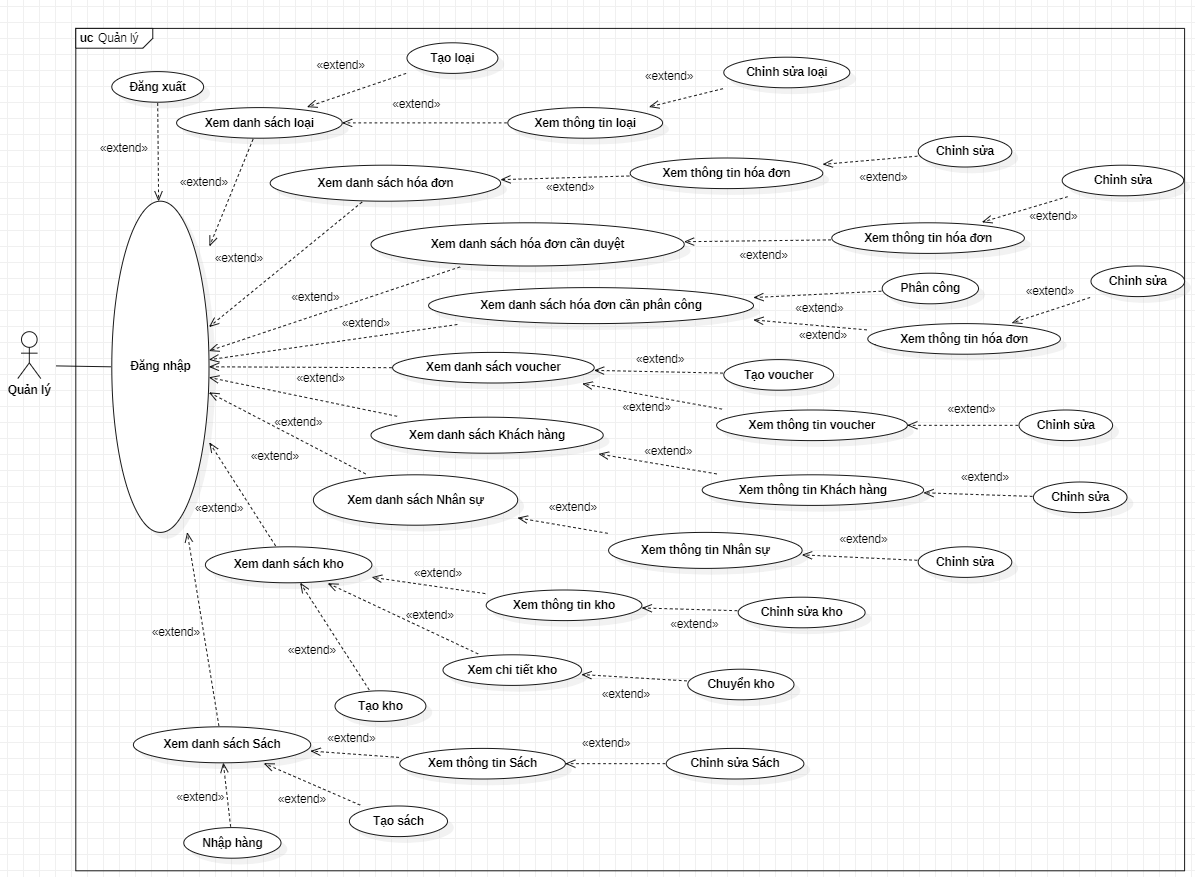 uc Quản lý
Tạo loại
«extend»
Chỉnh sửa loại
«extend»
Đăng xuất
«extend»
Xem danh sách loại
Xem thông tin loại
«extend»
Chỉnh sửa
Xem thông tin hóa đơn
«extend»
«extend»
Xem danh sách hóa đơn
«extend»
Chỉnh sửa
«extend»
Xem thông tin hóa đơn
Xem danh sách hóa đơn cần duyệt
«extend»
«extend»
Chỉnh sửa
Phân công
«extend»
«extend»
Xem danh sách hóa đơn cần phân công
«extend»
«extend»
«extend»
Xem thông tin hóa đơn
«extend»
Đăng nhập
Xem danh sách voucher
Tạo voucher
«extend»
Quản lý
«extend»
«extend»
Xem thông tin voucher
Chỉnh sửa
«extend»
Xem danh sách Khách hàng
«extend»
«extend»
«extend»
Xem thông tin Khách hàng
Chỉnh sửa
Xem danh sách Nhân sự
«extend»
«extend»
«extend»
Xem thông tin Nhân sự
Chỉnh sửa
Xem danh sách kho
«extend»
Xem thông tin kho
Chỉnh sửa kho
«extend»
«extend»
«extend»
«extend»
Xem chi tiết kho
Chuyển kho
«extend»
Tạo kho
«extend»
«extend»
Xem danh sách Sách
Xem thông tin Sách
Chỉnh sửa Sách
«extend»
«extend»
Tạo sách
Nhập hàng